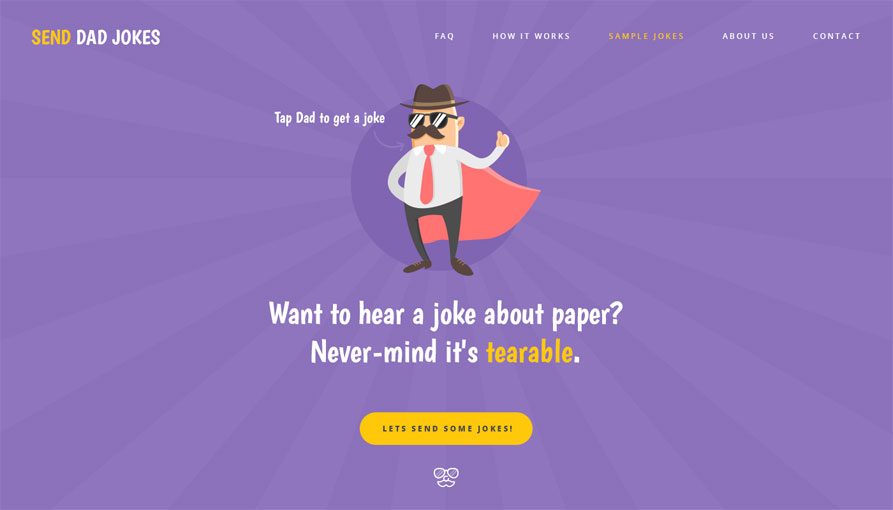 SEND DAD JOKES
FAQ
HOW IT WORKS
SAMPLE JOKES
ABOUT US
CONTACT
Tap Dad to get a joke
Want to hear a joke about paper?
Never-mind it's tearable.
LETS SEND SOME JOKES!